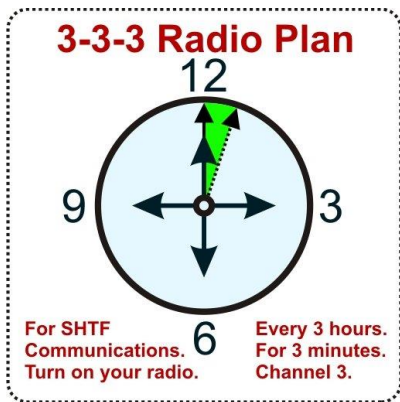 3-3-3 Radio Plan
12
9
3
6
For SHTF
Communications.
Turn on your radio.
Every 3 hours.
For 3 minutes.
Channel 3.